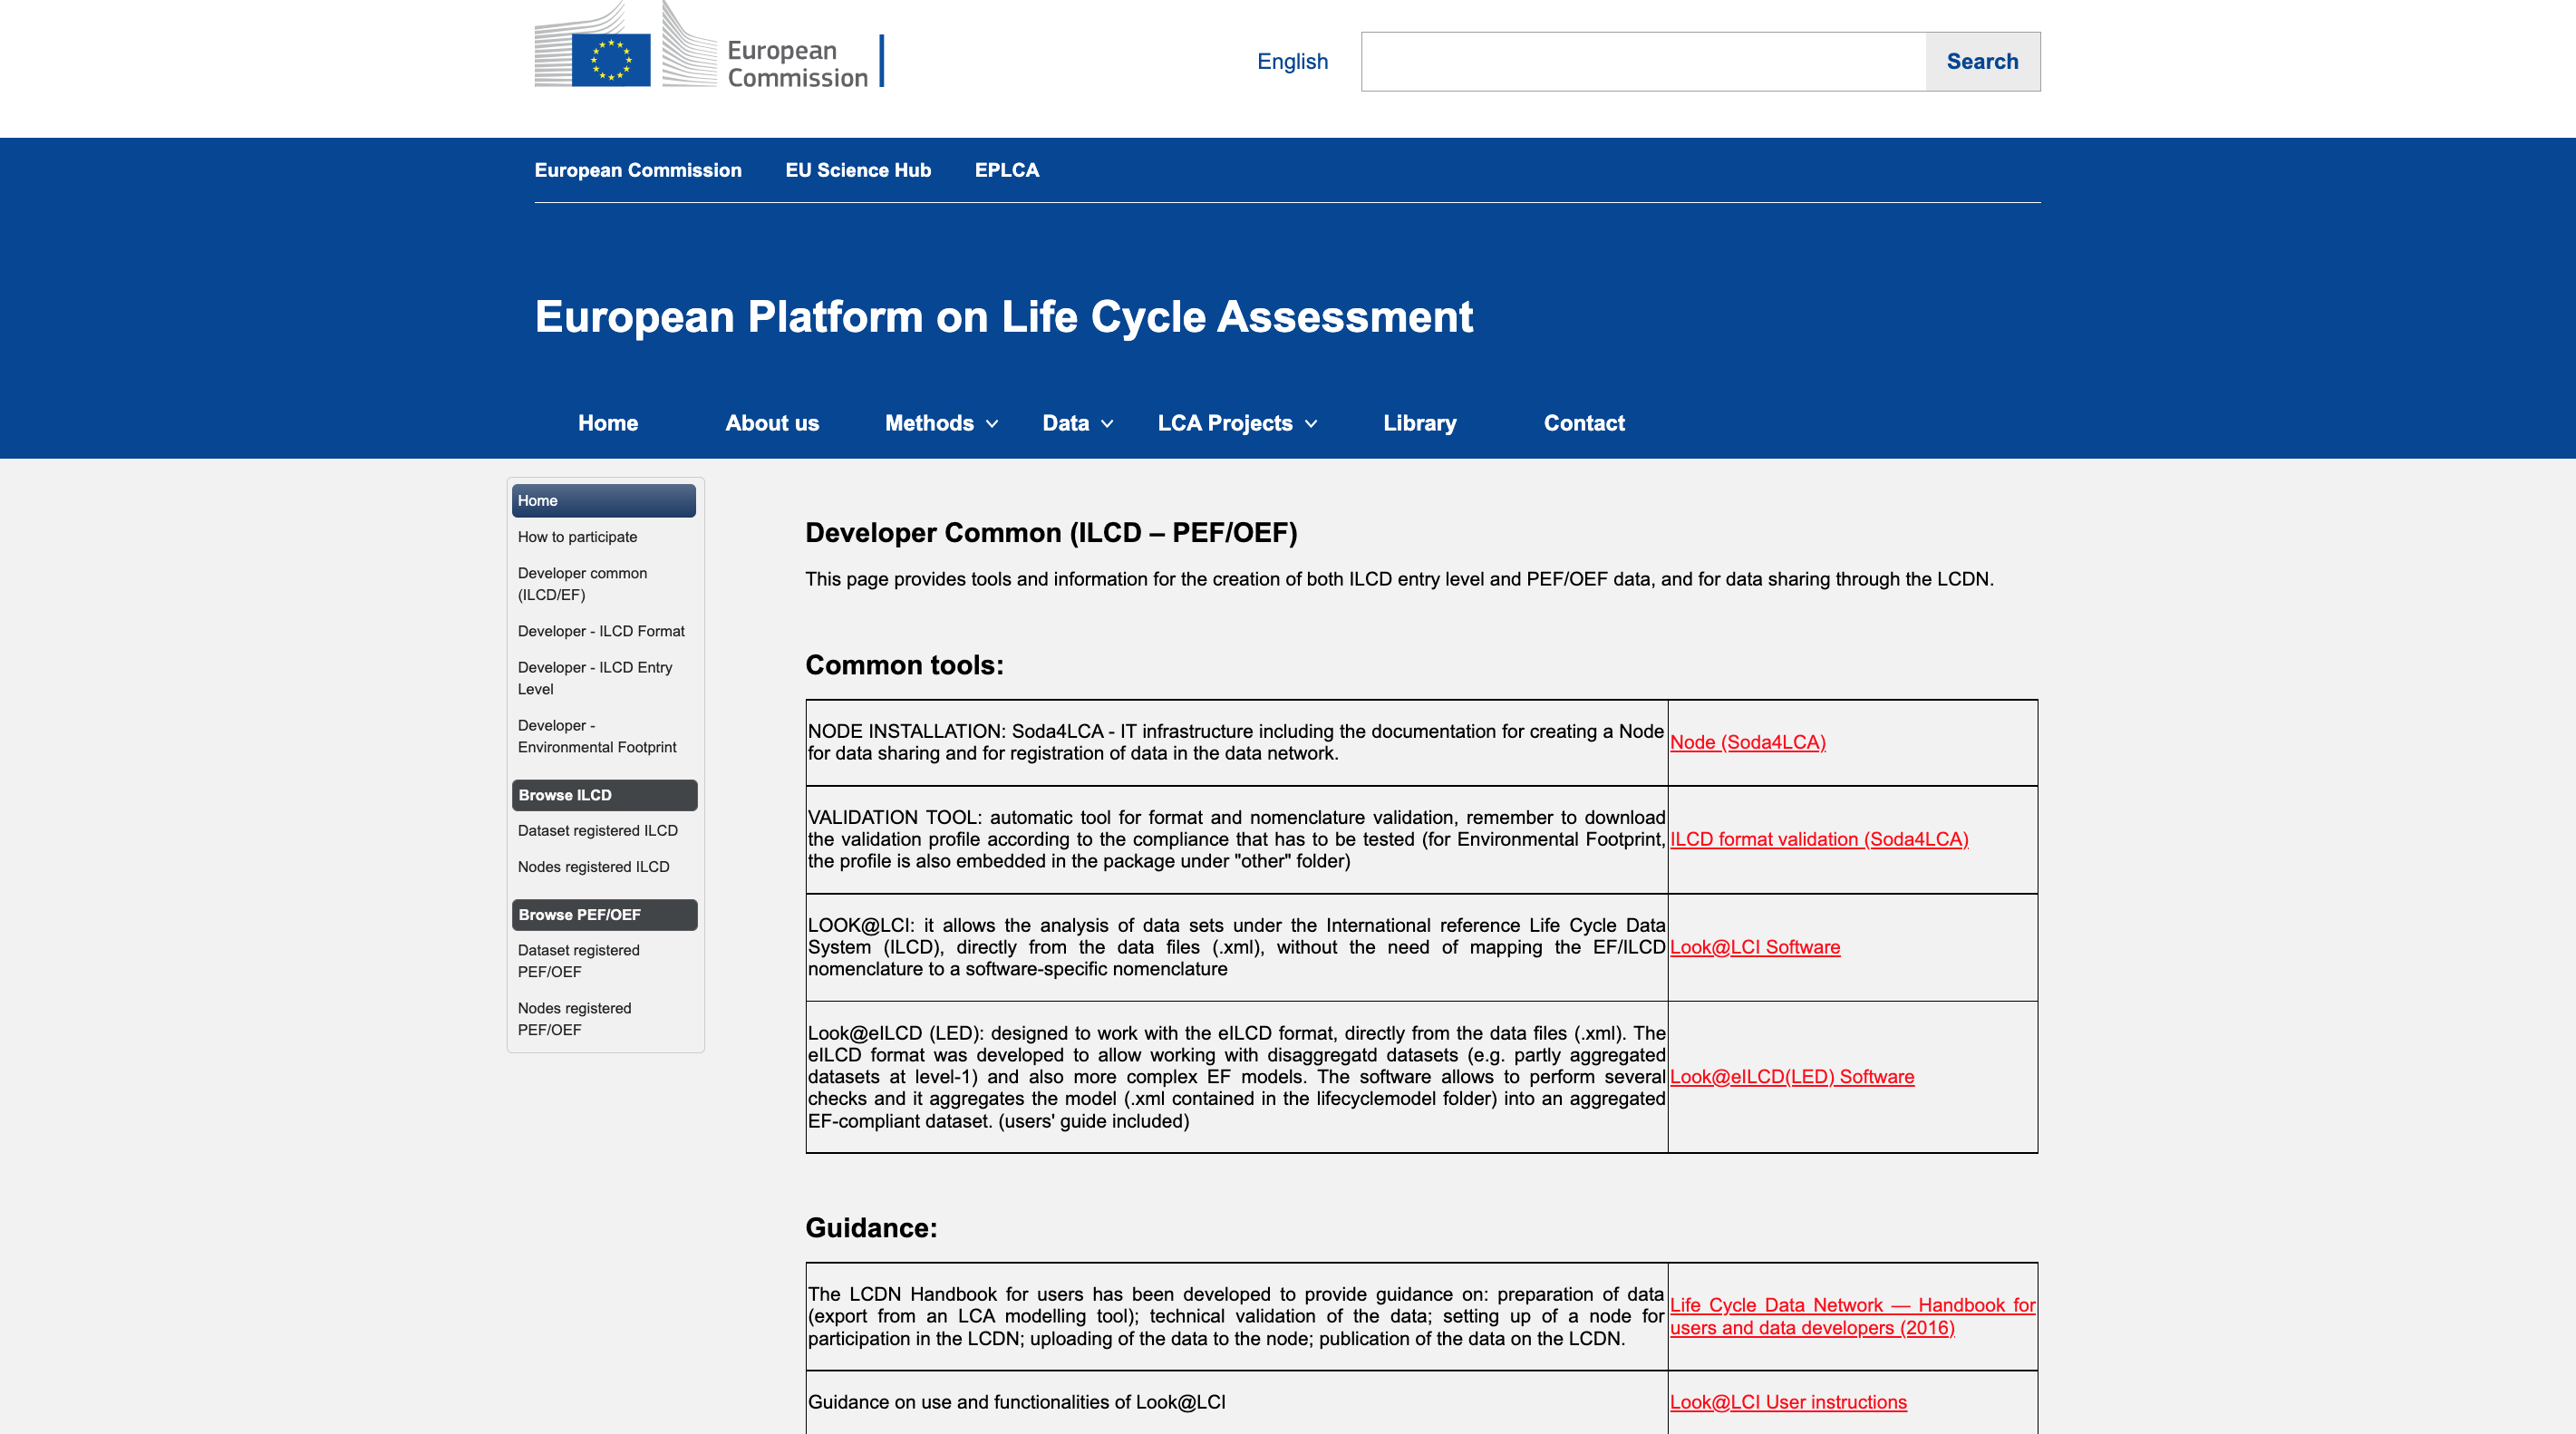 European
Commission
English
Search
European Commission
EU Science Hub
EPLCA
European Platform on Life Cycle Assessment
Home
About us
Methods
Data
LCA Projects
Library
Contact
Home
How to participate
Developer common
(ILCD/EF)
Developer - ILCD Format
Developer - ILCD Entry
Level
Developer -
Environmental Footprint
Browse ILCD
Dataset registered ILCD
Nodes registered ILCD
Browse PEF/OEF
Dataset registered
PEF/OEF
Nodes registered
PEF/OEF
Developer Common (ILCD – PEF/OEF)
This page provides tools and information for the creation of both ILCD entry level and PEF/OEF data, and for data sharing through the LCDN.
Common tools:
NODE INSTALLATION: Soda4LCA - IT infrastructure including the documentation for creating a Node
for data sharing and for registration of data in the data network.
Node (Soda4LCA)
VALIDATION TOOL: automatic tool for format and nomenclature validation, remember to download
the validation profile according to the compliance that has to be tested (for Environmental Footprint,
the profile is also embedded in the package under "other" folder)
ILCD format validation (Soda4LCA)
LOOK@LCI: it allows the analysis of data sets under the International reference Life Cycle Data
System (ILCD), directly from the data files (.xml), without the need of mapping the EF/ILCD
nomenclature to a software-specific nomenclature
Look@LCI Software
Look@eILCD (LED): designed to work with the eILCD format, directly from the data files (.xml). The
eILCD format was developed to allow working with disaggregatd datasets (e.g. partly aggregated
datasets at level-1) and also more complex EF models. The software allows to perform several
checks and it aggregates the model (.xml contained in the lifecyclemodel folder) into an aggregated
EF-compliant dataset. (users' guide included)
Look@eILCD(LED) Software
Guidance:
The LCDN Handbook for users has been developed to provide guidance on: preparation of data
(export from an LCA modelling tool); technical validation of the data; setting up of a node for
participation in the LCDN; uploading of the data to the node; publication of the data on the LCDN.
Life Cycle Data Network — Handbook for
users and data developers (2016)
Guidance on use and functionalities of Look@LCI
Look@LCI User instructions